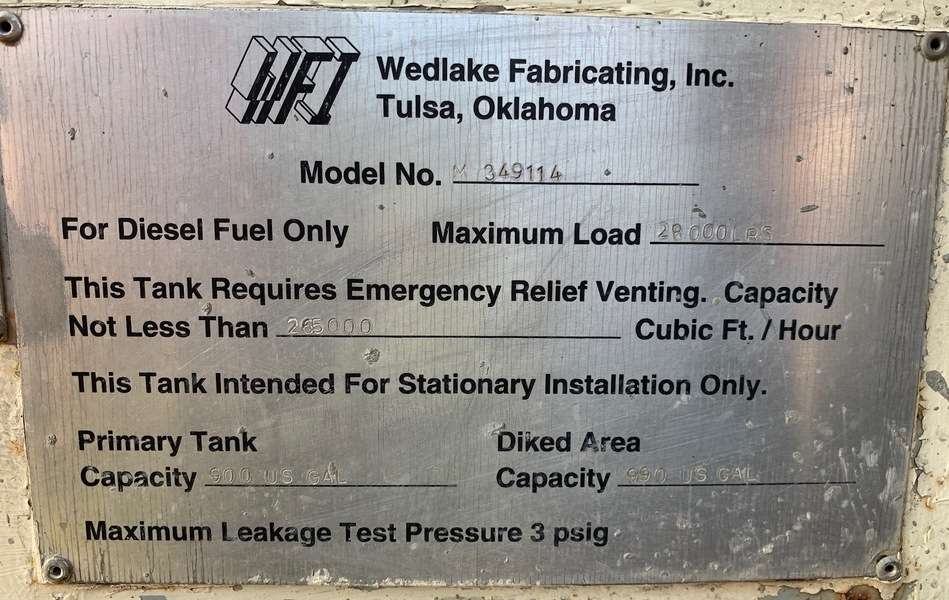 WFI Wedlake Fabricating, Inc.
Tulsa, Oklahoma
Model No. M 349114
For Diesel Fuel Only Maximum Load 28000LBS
This Tank Requires Emergency Relief Venting. Capacity
Not Less Than 265000 Cubic Ft. / Hour
This Tank Intended For Stationary Installation Only.
Primary Tank Diked Area
Capacity 900 US GAL Capacity 990 US GAL
Maximum Leakage Test Pressure 3 psig